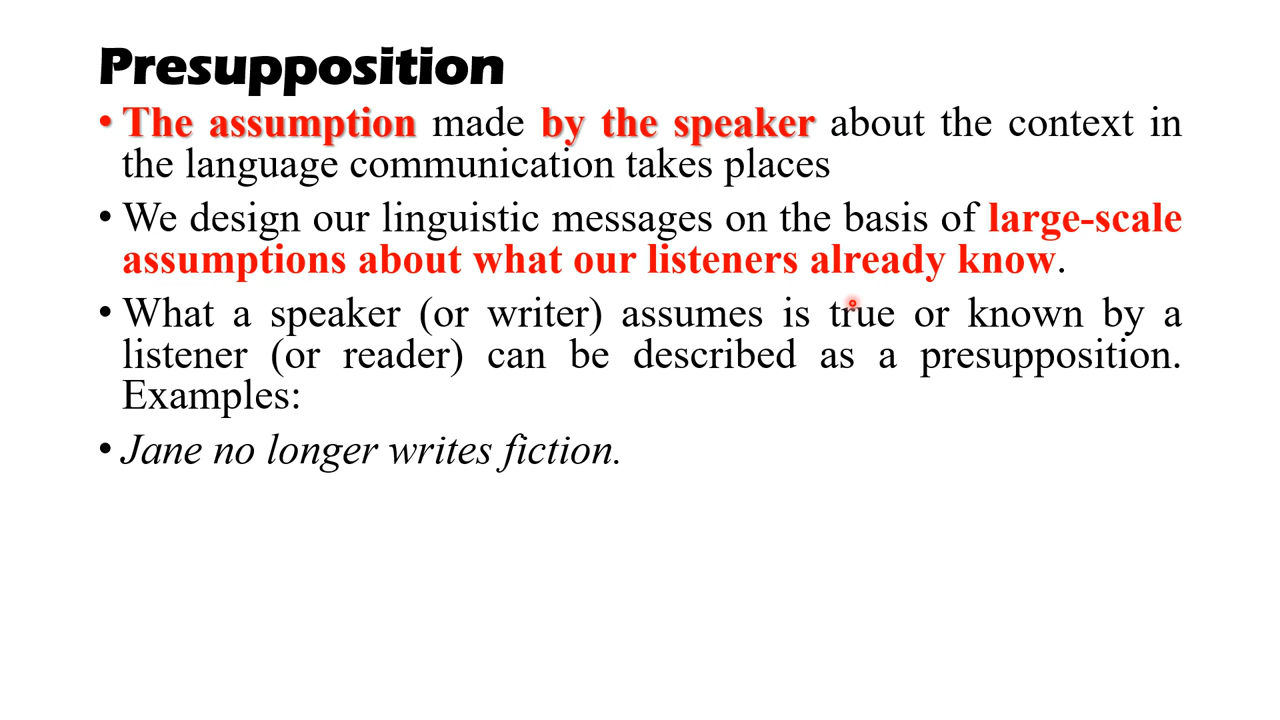 Presupposition
• The assumption made by the speaker about the context in
the language communication takes places
• We design our linguistic messages on the basis of large-scale
assumptions about what our listeners already know.
• What a speaker (or writer) assumes is true or known by a
listener (or reader) can be described as a presupposition.
Examples:
• Jane no longer writes fiction.